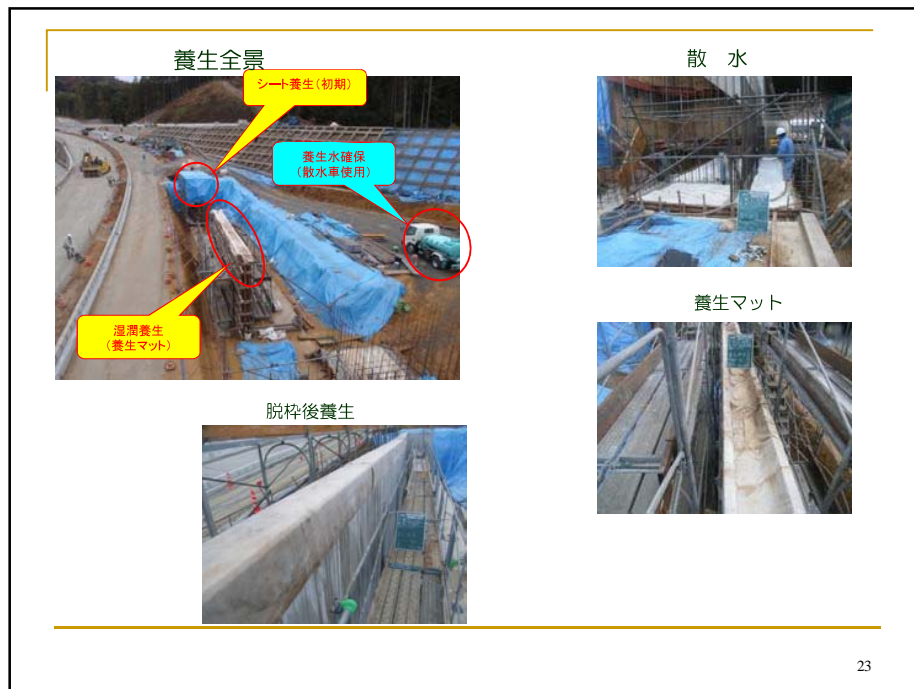 養生全景
シート養生（初期）
養生水確保
（散水車使用）
湿潤養生
（養生マット）
散　水
養生マット
脱枠後養生
23